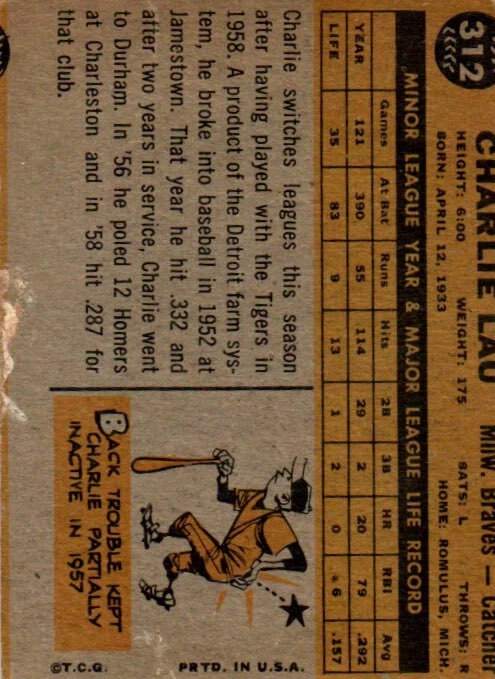 312
CHARLIE LAU
MILW. Braves — Catcher
HEIGHT: 6:00 WEIGHT: 175 BATS: L THROWS: R
BORN: APRIL 12, 1933 HOME: ROMULUS, MICH.
MINOR LEAGUE YEAR & MAJOR LEAGUE LIFE RECORD
Games At Bat Runs Hits 2B 3B HR RBI Avg
YEAR 121 390 55 114 29 2 20 79 .292
LIFE 35 83 9 13 1 2 0 6 .157
Charlie switches leagues this season
after having played with the Tigers in
1958. A product of the Detroit farm sys-
tem, he broke into baseball in 1952 at
Jamestown. That year he hit .332 and
after two years in service, Charlie went
to Durham. In '56 he poled 12 Homers
at Charleston and in '58 hit .287 for
that club.
BACK TROUBLE KEPT
CHARLIE PARTIALLY
INACTIVE IN 1957
©T.C.G. PRTD. IN U.S.A.